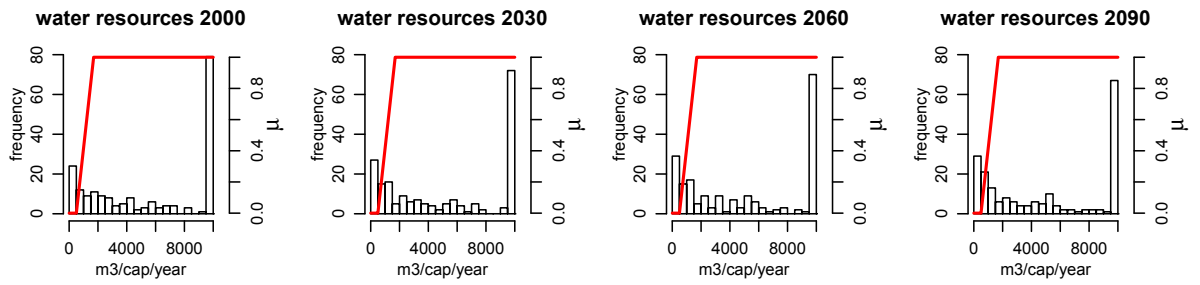 water resources 2000
frequency
0 20 40 60 80
0.0 0.4 0.8
μ
0 4000 8000
m3/cap/year
water resources 2030
frequency
0 20 40 60 80
0.0 0.4 0.8
μ
0 4000 8000
m3/cap/year
water resources 2060
frequency
0 20 40 60 80
0.0 0.4 0.8
μ
0 4000 8000
m3/cap/year
water resources 2090
frequency
0 20 40 60 80
0.0 0.4 0.8
μ
0 4000 8000
m3/cap/year